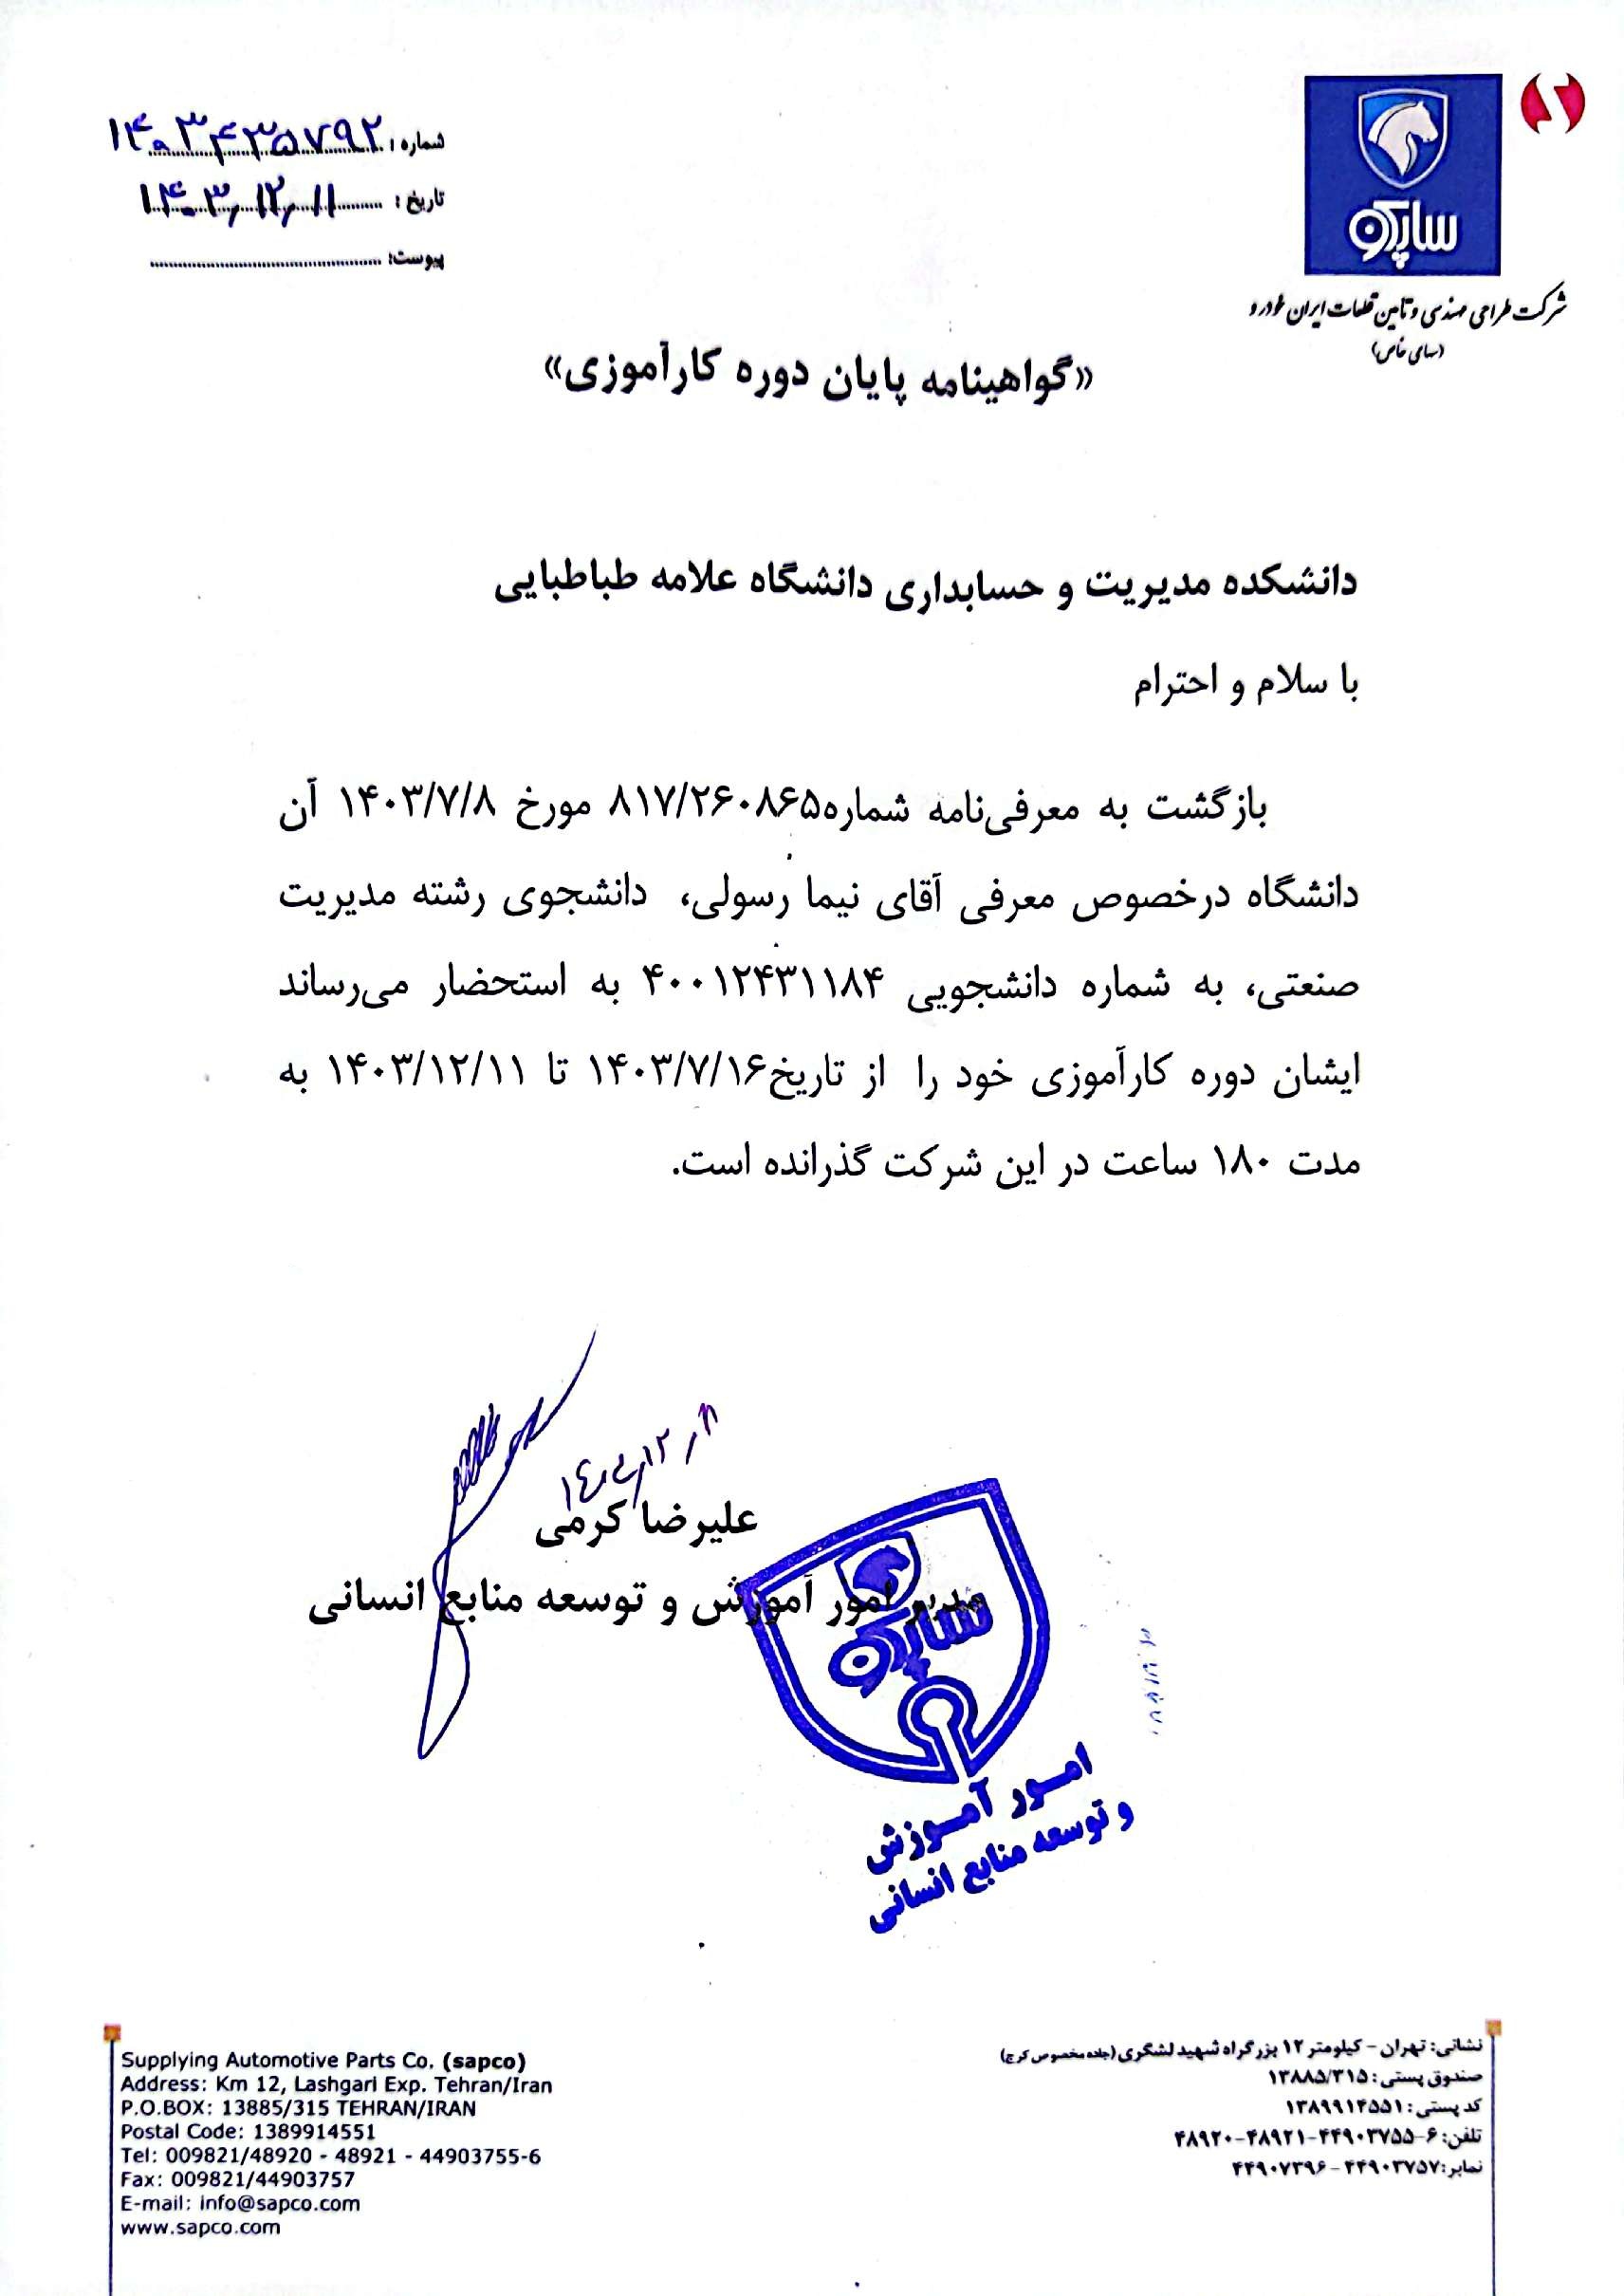 شماره: ۱۴۰۳۴۳۵۷۹۲
تاریخ: ۱۴۰۳/۱۲/۱۱
پیوست:
ساپکو
شرکت طراحی مهندسی و تامین قطعات ایران خودرو
(سهامی خاص)
«گواهینامه پایان دوره کارآموزی»
دانشکده مدیریت و حسابداری دانشگاه علامه طباطبایی
با سلام و احترام
بازگشت به معرفی‌نامه شماره۸۱۷/۲۶۰۸۶۵ مورخ ۱۴۰۳/۷/۸ آن
دانشگاه درخصوص معرفی آقای نیما رسولی، دانشجوی رشته مدیریت
صنعتی، به شماره دانشجویی ۴۰۰۱۲۴۳۱۱۸۴ به استحضار می‌رساند
ایشان دوره کارآموزی خود را از تاریخ۱۴۰۳/۷/۱۶ تا ۱۴۰۳/۱۲/۱۱ به
مدت ۱۸۰ ساعت در این شرکت گذرانده است.
۱۴۰۳/۱۲/۱۱
علیرضا کرمی
مدیر امور آموزش و توسعه منابع انسانی
ساپکو
امور آموزش
و توسعه منابع انسانی
نشانی: تهران - کیلومتر ۱۲ بزرگراه شهید لشگری (جاده مخصوص کرج)
صندوق پستی: ۱۳۸۸۵/۳۱۵
کد پستی: ۱۳۸۹۹۱۴۵۵۱
تلفن: ۶-۴۸۹۲۰-۴۸۹۲۱-۴۴۹۰۳۷۵۵
نمابر: ۴۴۹۰۳۷۵۷ - ۴۴۹۰۷۳۹۶
Supplying Automotive Parts Co. (sapco)
Address: Km 12, Lashgari Exp. Tehran/Iran
P.O.BOX: 13885/315 TEHRAN/IRAN
Postal Code: 1389914551
Tel: 009821/48920 - 48921 - 44903755-6
Fax: 009821/44903757
E-mail: info@sapco.com
www.sapco.com